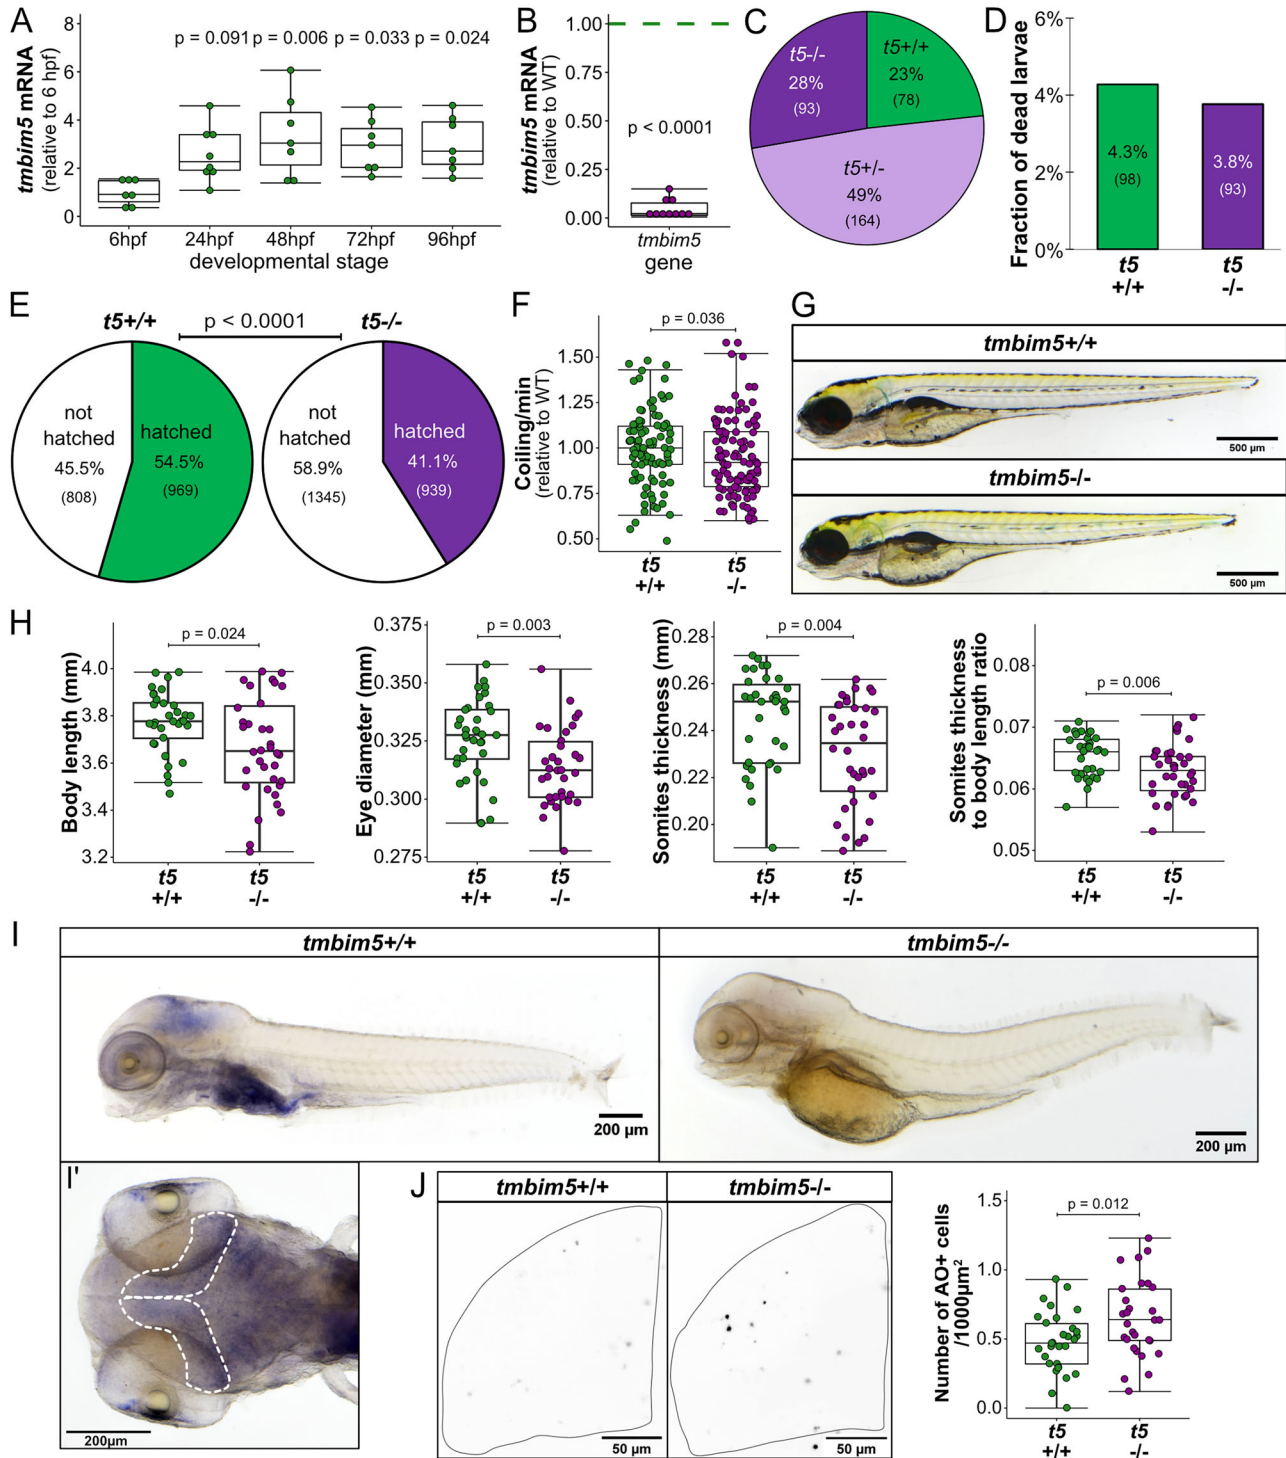 A
tmbim5 mRNA
(relative to 6 hpf)
8
6
4
2
0
p = 0.091
p = 0.006
p = 0.033
p = 0.024
6hpf
24hpf
48hpf
72hpf
96hpf
developmental stage
B
tmbim5 mRNA
(relative to WT)
1.00
0.75
0.50
0.25
0.00
p < 0.0001
tmbim5
gene
C
t5-/-
28%
(93)
t5+/+
23%
(78)
t5+/-
49%
(164)
D
Fraction of dead larvae
6%
4%
2%
0%
4.3%
(98)
3.8%
(93)
t5
+/+
t5
-/-
E
t5+/+
p < 0.0001
t5-/-
not
hatched
45.5%
(808)
hatched
54.5%
(969)
not
hatched
58.9%
(1345)
hatched
41.1%
(939)
F
Coiling/min
(relative to WT)
p = 0.036
1.50
1.25
1.00
0.75
0.50
t5
+/+
t5
-/-
G
tmbim5+/+
500 µm
tmbim5-/-
500 µm
H
Body length (mm)
p = 0.024
4.0
3.8
3.6
3.4
3.2
t5
+/+
t5
-/-
Eye diameter (mm)
0.375
p = 0.003
0.350
0.325
0.300
0.275
t5
+/+
t5
-/-
Somites thickness (mm)
p = 0.004
0.28
0.26
0.24
0.22
0.20
t5
+/+
t5
-/-
Somites thickness
to body length ratio
0.08
p = 0.006
0.07
0.06
0.05
t5
+/+
t5
-/-
I
tmbim5+/+
tmbim5-/-
200 µm
200 µm
I'
200µm
J
tmbim5+/+
tmbim5-/-
50 µm
50 µm
Number of AO+ cells
/1000µm2
1.5
p = 0.012
1.0
0.5
0.0
t5
+/+
t5
-/-